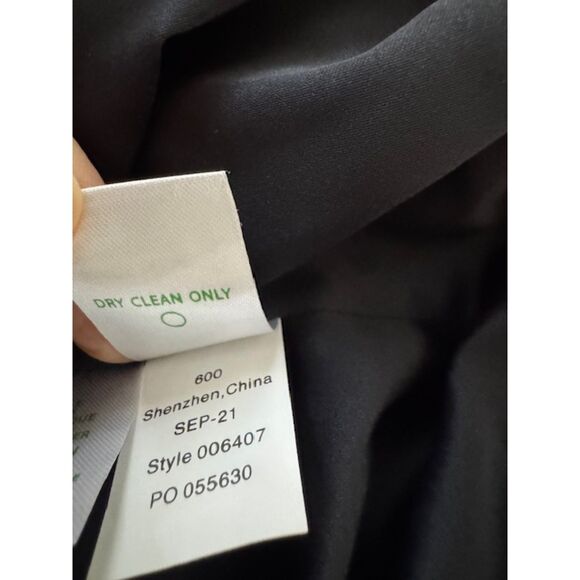 DRY CLEAN ONLY
600
Shenzhen,China
SEP-21
Style 006407
PO 055630